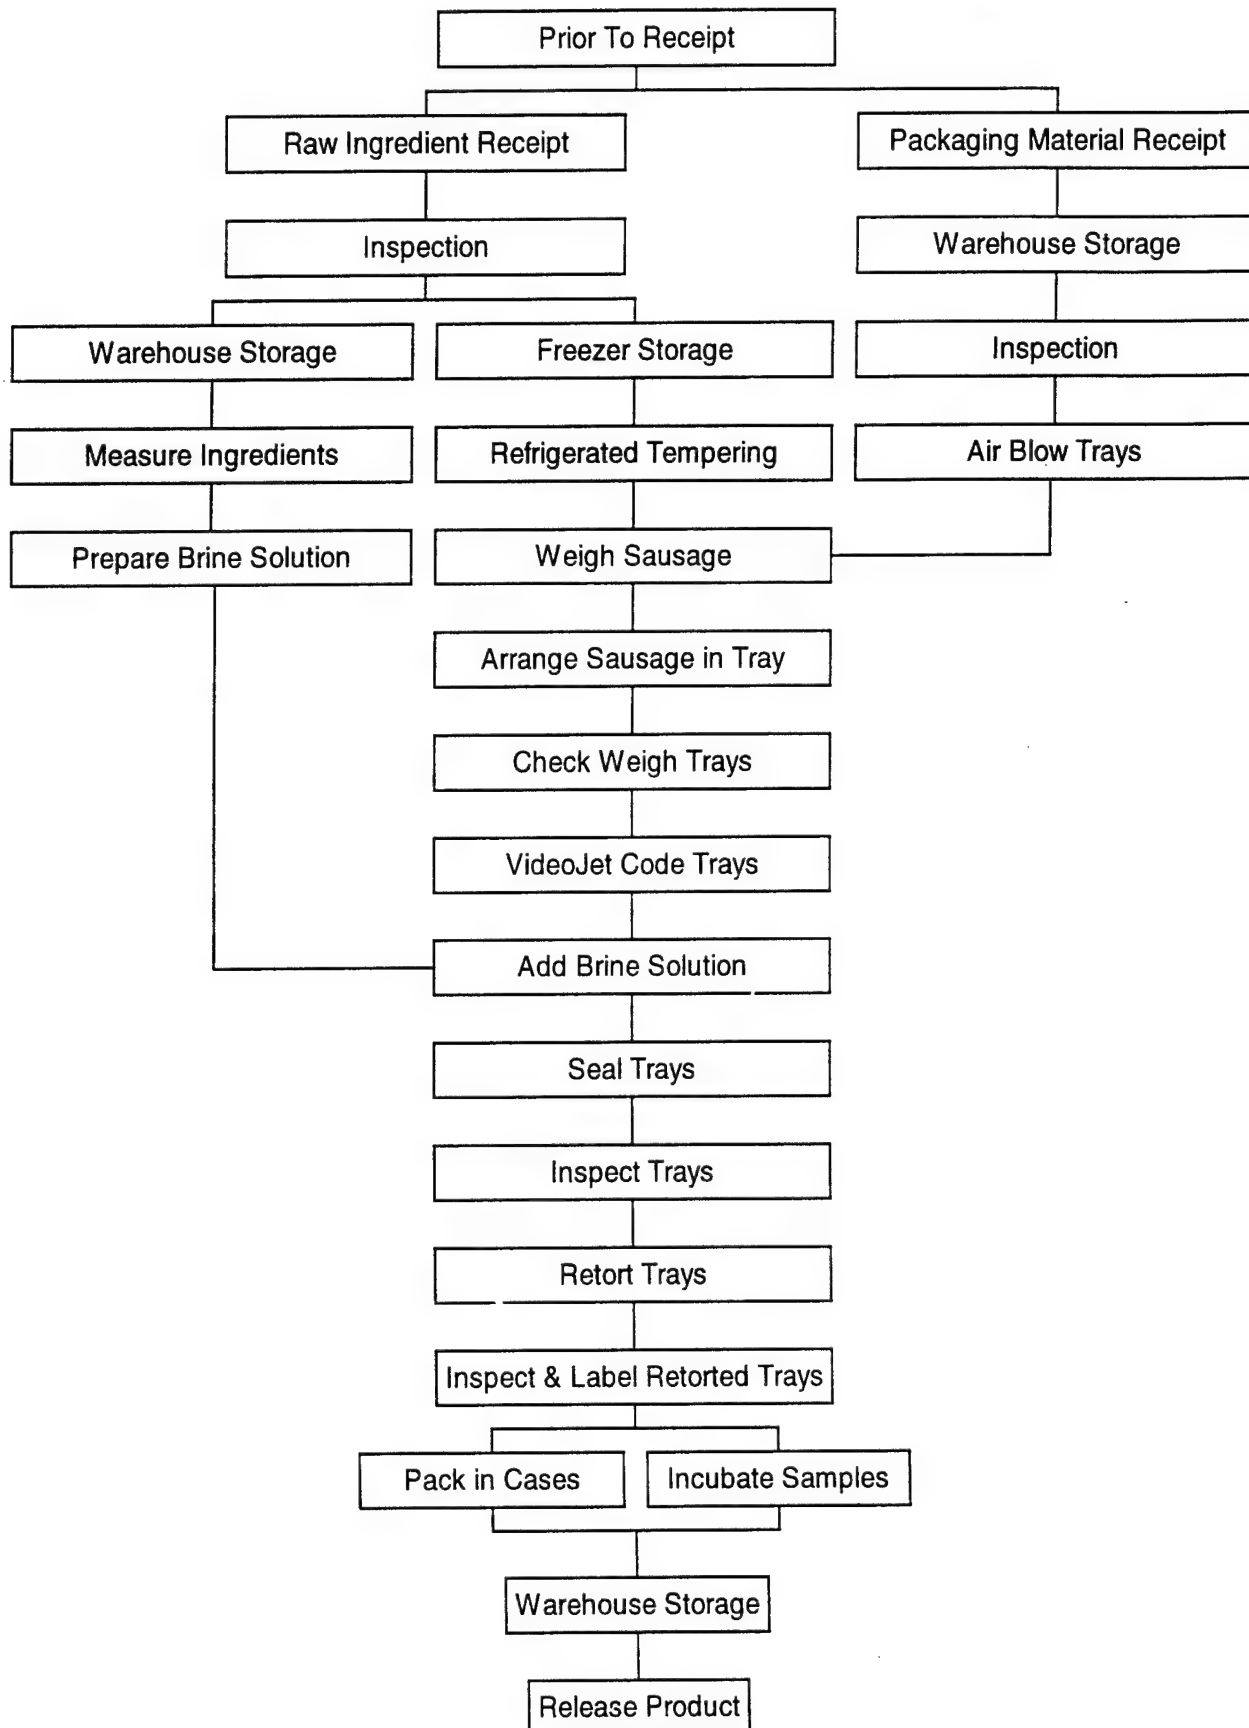 Prior To Receipt
Raw Ingredient Receipt
Packaging Material Receipt
Inspection
Warehouse Storage
Warehouse Storage
Freezer Storage
Inspection
Measure Ingredients
Refrigerated Tempering
Air Blow Trays
Prepare Brine Solution
Weigh Sausage
Arrange Sausage in Tray
Check Weigh Trays
VideoJet Code Trays
Add Brine Solution
Seal Trays
Inspect Trays
Retort Trays
Inspect & Label Retorted Trays
Pack in Cases
Incubate Samples
Warehouse Storage
Release Product